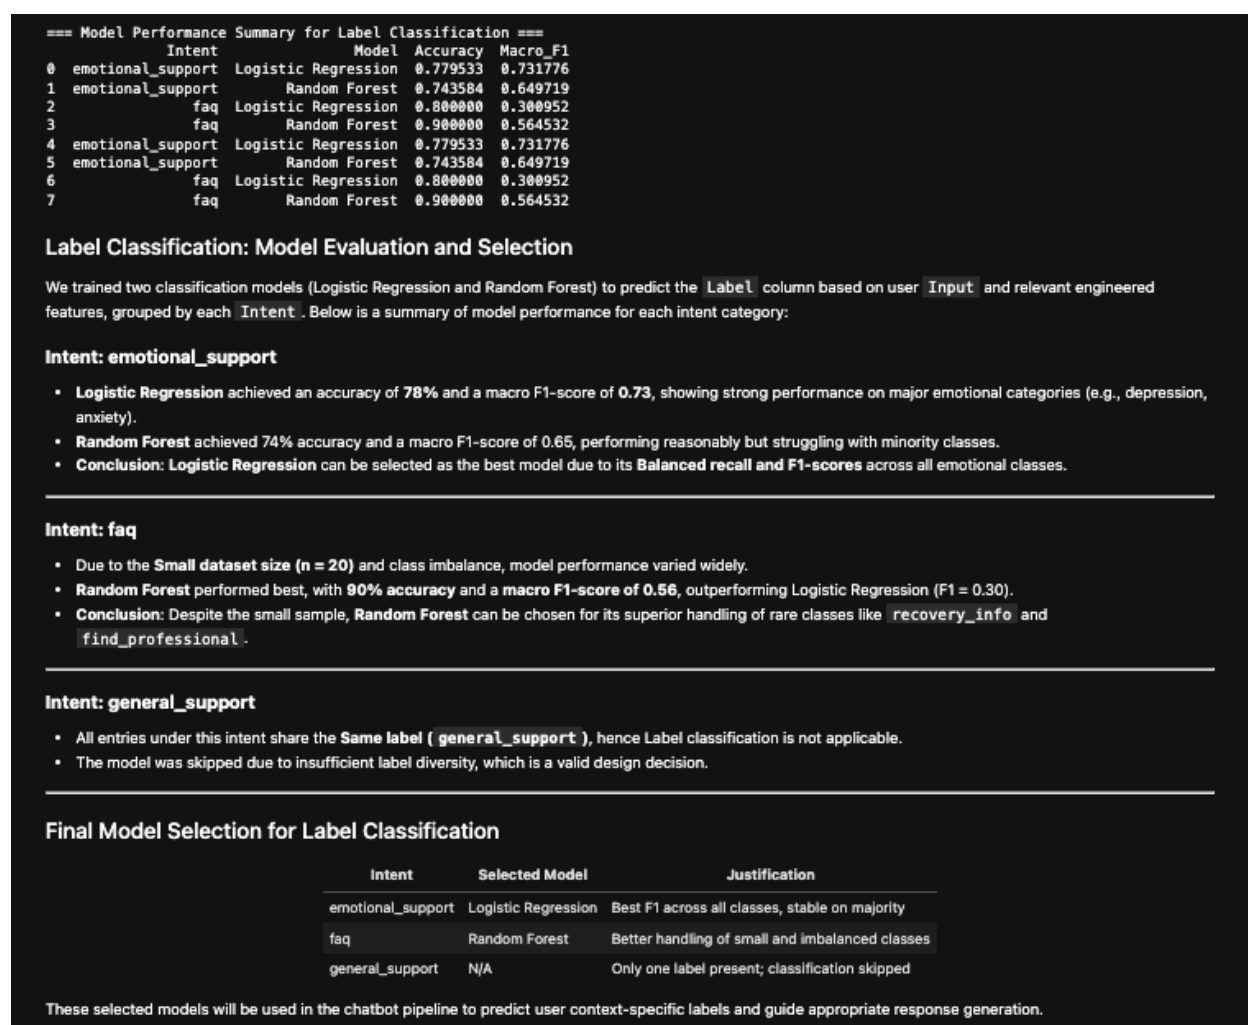 === Model Performance Summary for Label Classification ===
Intent Model Accuracy Macro_F1
0 emotional_support Logistic Regression 0.779533 0.731776
1 emotional_support Random Forest 0.743584 0.649719
2 faq Logistic Regression 0.800000 0.300952
3 faq Random Forest 0.900000 0.564532
4 emotional_support Logistic Regression 0.779533 0.731776
5 emotional_support Random Forest 0.743584 0.649719
6 faq Logistic Regression 0.800000 0.300952
7 faq Random Forest 0.900000 0.564532
Label Classification: Model Evaluation and Selection
We trained two classification models (Logistic Regression and Random Forest) to predict the Label column based on user Input and relevant engineered
features, grouped by each Intent. Below is a summary of model performance for each intent category:
Intent: emotional_support
• Logistic Regression achieved an accuracy of 78% and a macro F1-score of 0.73, showing strong performance on major emotional categories (e.g., depression,
anxiety).
• Random Forest achieved 74% accuracy and a macro F1-score of 0.65, performing reasonably but struggling with minority classes.
• Conclusion: Logistic Regression can be selected as the best model due to its Balanced recall and F1-scores across all emotional classes.
Intent: faq
• Due to the Small dataset size (n = 20) and class imbalance, model performance varied widely.
• Random Forest performed best, with 90% accuracy and a macro F1-score of 0.56, outperforming Logistic Regression (F1 = 0.30).
• Conclusion: Despite the small sample, Random Forest can be chosen for its superior handling of rare classes like recovery_info and
find_professional.
Intent: general_support
• All entries under this intent share the Same label (general_support), hence Label classification is not applicable.
• The model was skipped due to insufficient label diversity, which is a valid design decision.
Final Model Selection for Label Classification
Intent Selected Model Justification
emotional_support Logistic Regression Best F1 across all classes, stable on majority
faq Random Forest Better handling of small and imbalanced classes
general_support N/A Only one label present; classification skipped
These selected models will be used in the chatbot pipeline to predict user context-specific labels and guide appropriate response generation.